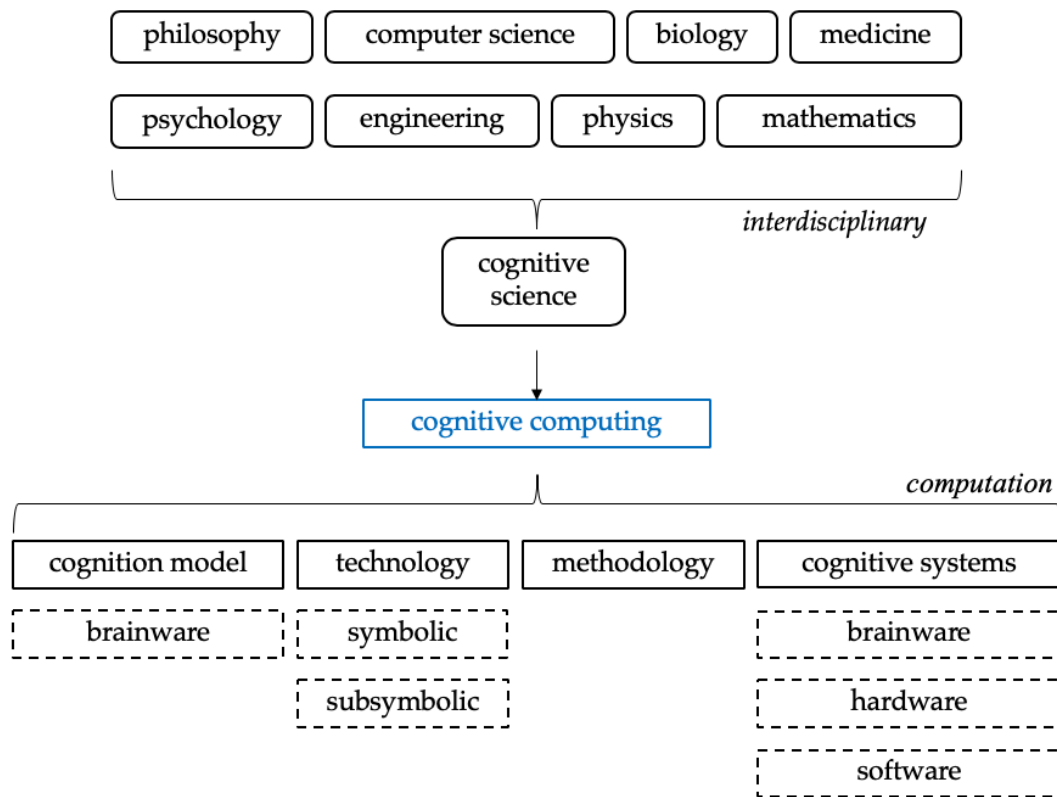 philosophy
computer science
biology
medicine
psychology
engineering
physics
mathematics
interdisciplinary
cognitive
science
cognitive computing
computation
cognition model
technology
methodology
cognitive systems
brainware
symbolic
brainware
subsymbolic
hardware
software